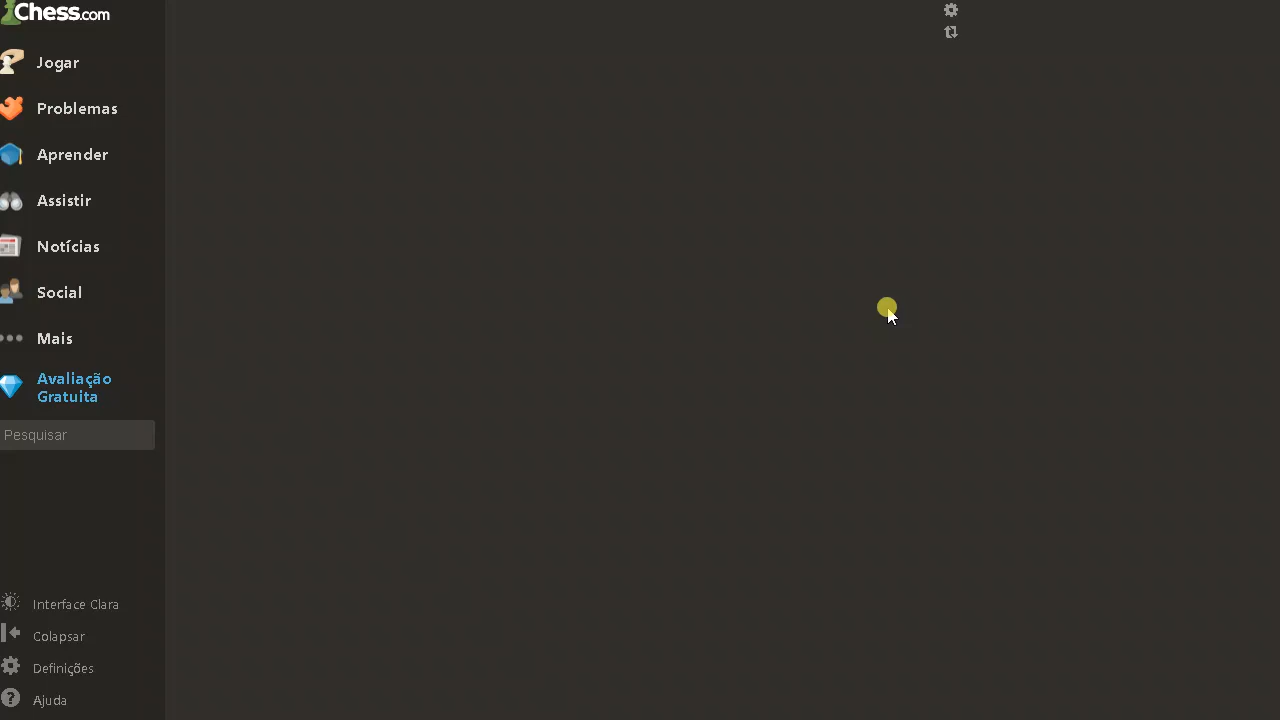 Chess.com
Jogar
Problemas
Aprender
Assistir
Notícias
Social
Mais
Avaliação
Gratuita
Pesquisar
Interface Clara
Colapsar
Definições
Ajuda